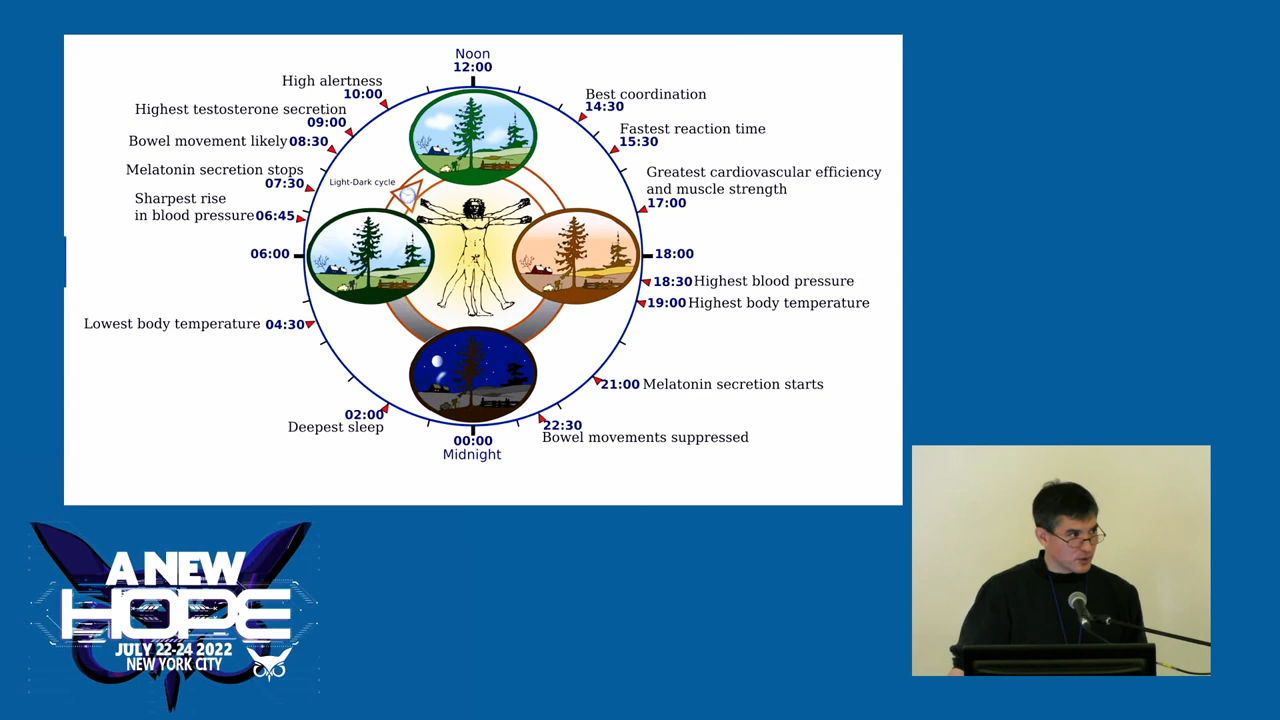 Noon
12:00
High alertness
10:00
Highest testosterone secretion
09:00
Bowel movement likely 08:30
Melatonin secretion stops
07:30
Sharpest rise
in blood pressure 06:45
06:00
Lowest body temperature 04:30
02:00
Deepest sleep
00:00
Midnight
Light-Dark cycle
Best coordination
14:30
Fastest reaction time
15:30
Greatest cardiovascular efficiency
and muscle strength
17:00
18:00
18:30 Highest blood pressure
19:00 Highest body temperature
21:00 Melatonin secretion starts
22:30
Bowel movements suppressed
A NEW
HOPE
JULY 22-24 2022
NEW YORK CITY